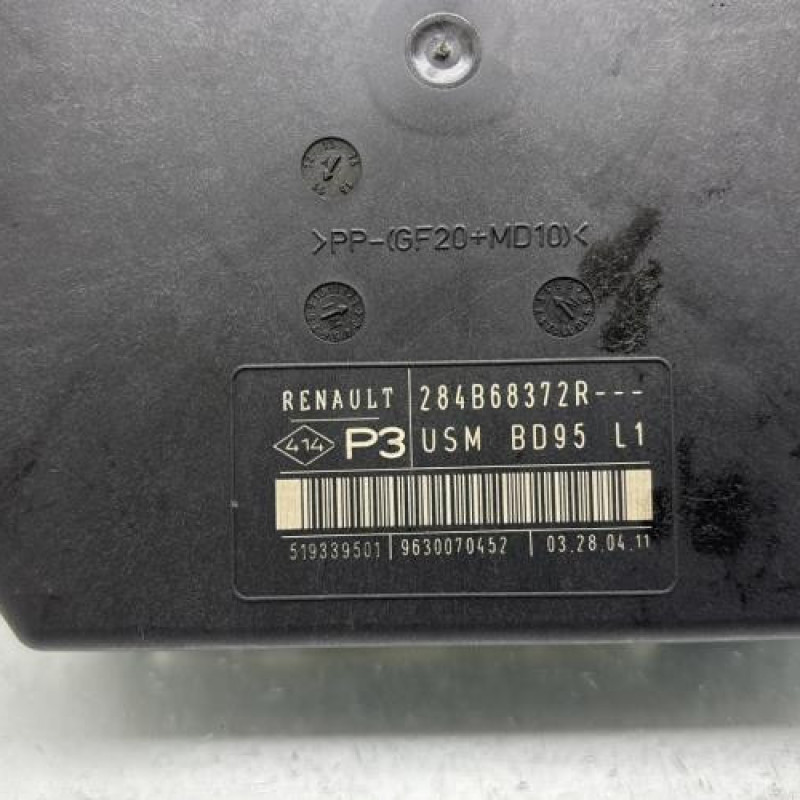 >PP-(GF20+MD10)<
RENAULT 284B68372R---
414 P3 USM BD95 L1
519339501 9630070452 03.28.04.11